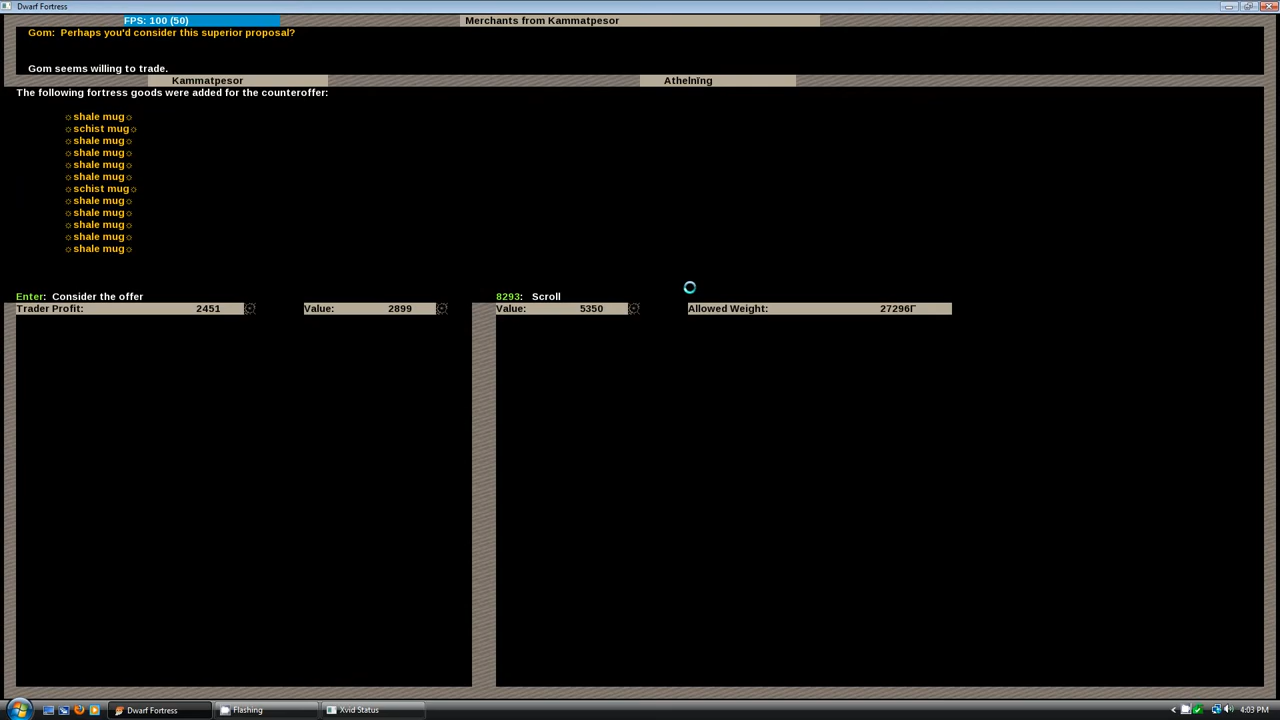 Dwarf Fortress
FPS: 100 (50)
Merchants from Kammatpesor
Gom: Perhaps you'd consider this superior proposal?
Gom seems willing to trade.
Kammatpesor
Athelnïng
The following fortress goods were added for the counteroffer:
☼shale mug☼
☼schist mug☼
☼shale mug☼
☼shale mug☼
☼shale mug☼
☼shale mug☼
☼schist mug☼
☼shale mug☼
☼shale mug☼
☼shale mug☼
☼shale mug☼
☼shale mug☼
Enter: Consider the offer
8293: Scroll
Trader Profit: 2451☼ Value: 2899☼
Value: 5350☼ Allowed Weight: 27296Γ
Dwarf Fortress
Flashing
Xvid Status
4:03 PM